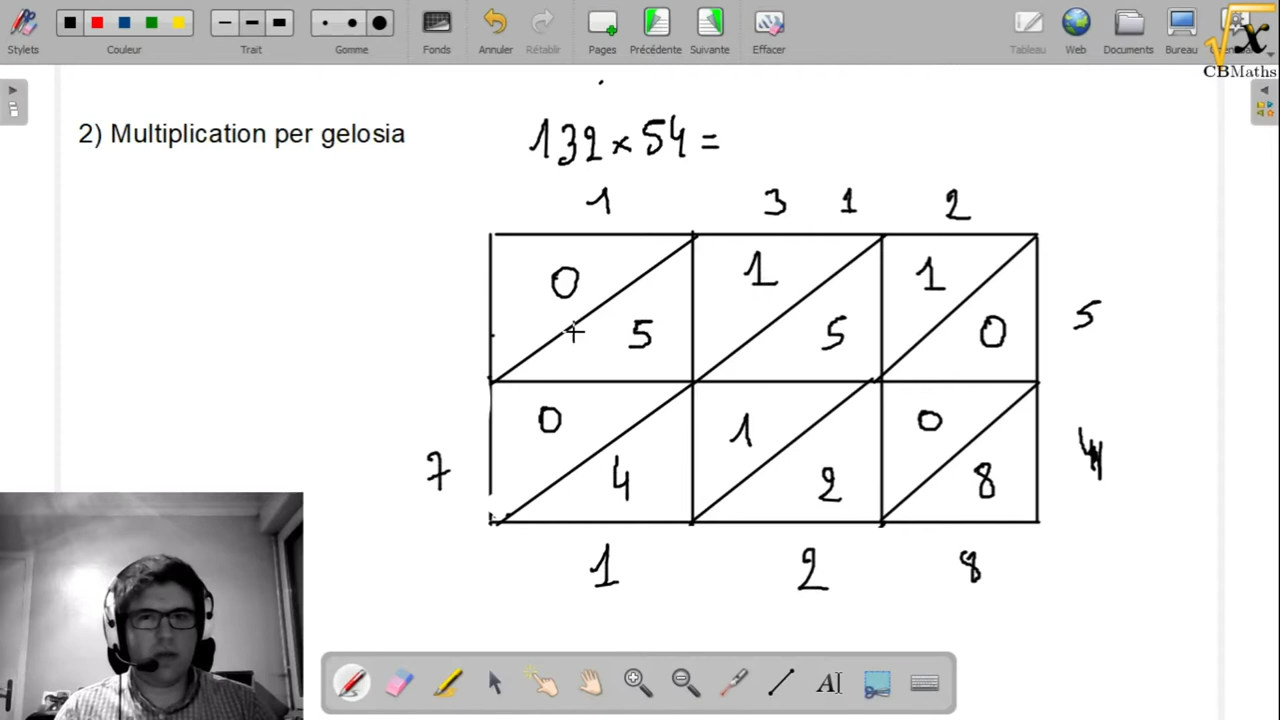 Stylets
Couleur
Trait
Gomme
Fonds
Annuler
Rétablir
Pages
Précédente
Suivante
Effacer
Tableau
Web
Documents
Bureau
CBMaths
2) Multiplication per gelosia
132 × 54 =
1 3 1 2
0 1 1
5 5 0 5
0 1 0 4
7 4 2 8
1 2 8